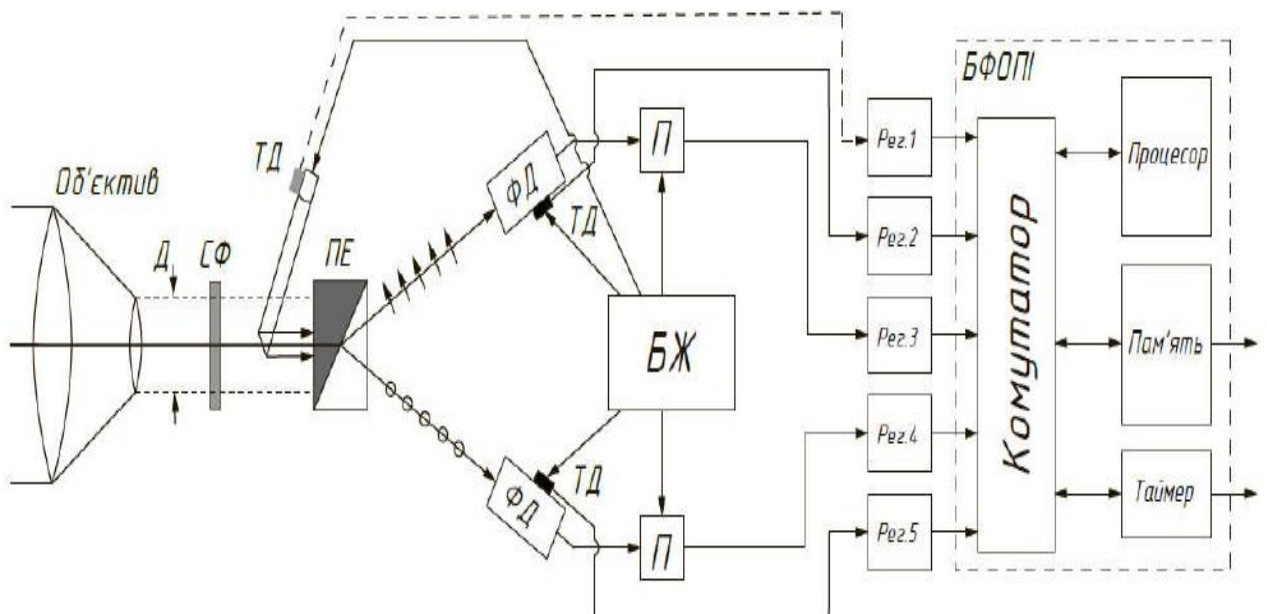 БФОПІ
Рег.1
Процесор
П
ТД
ФД
Об'єктив
Рег.2
ТД
Д
СФ
ПЕ
Комутатор
Рег.3
Пам'ять
БЖ
Рег.4
ТД
Таймер
ФД
Рег.5
П